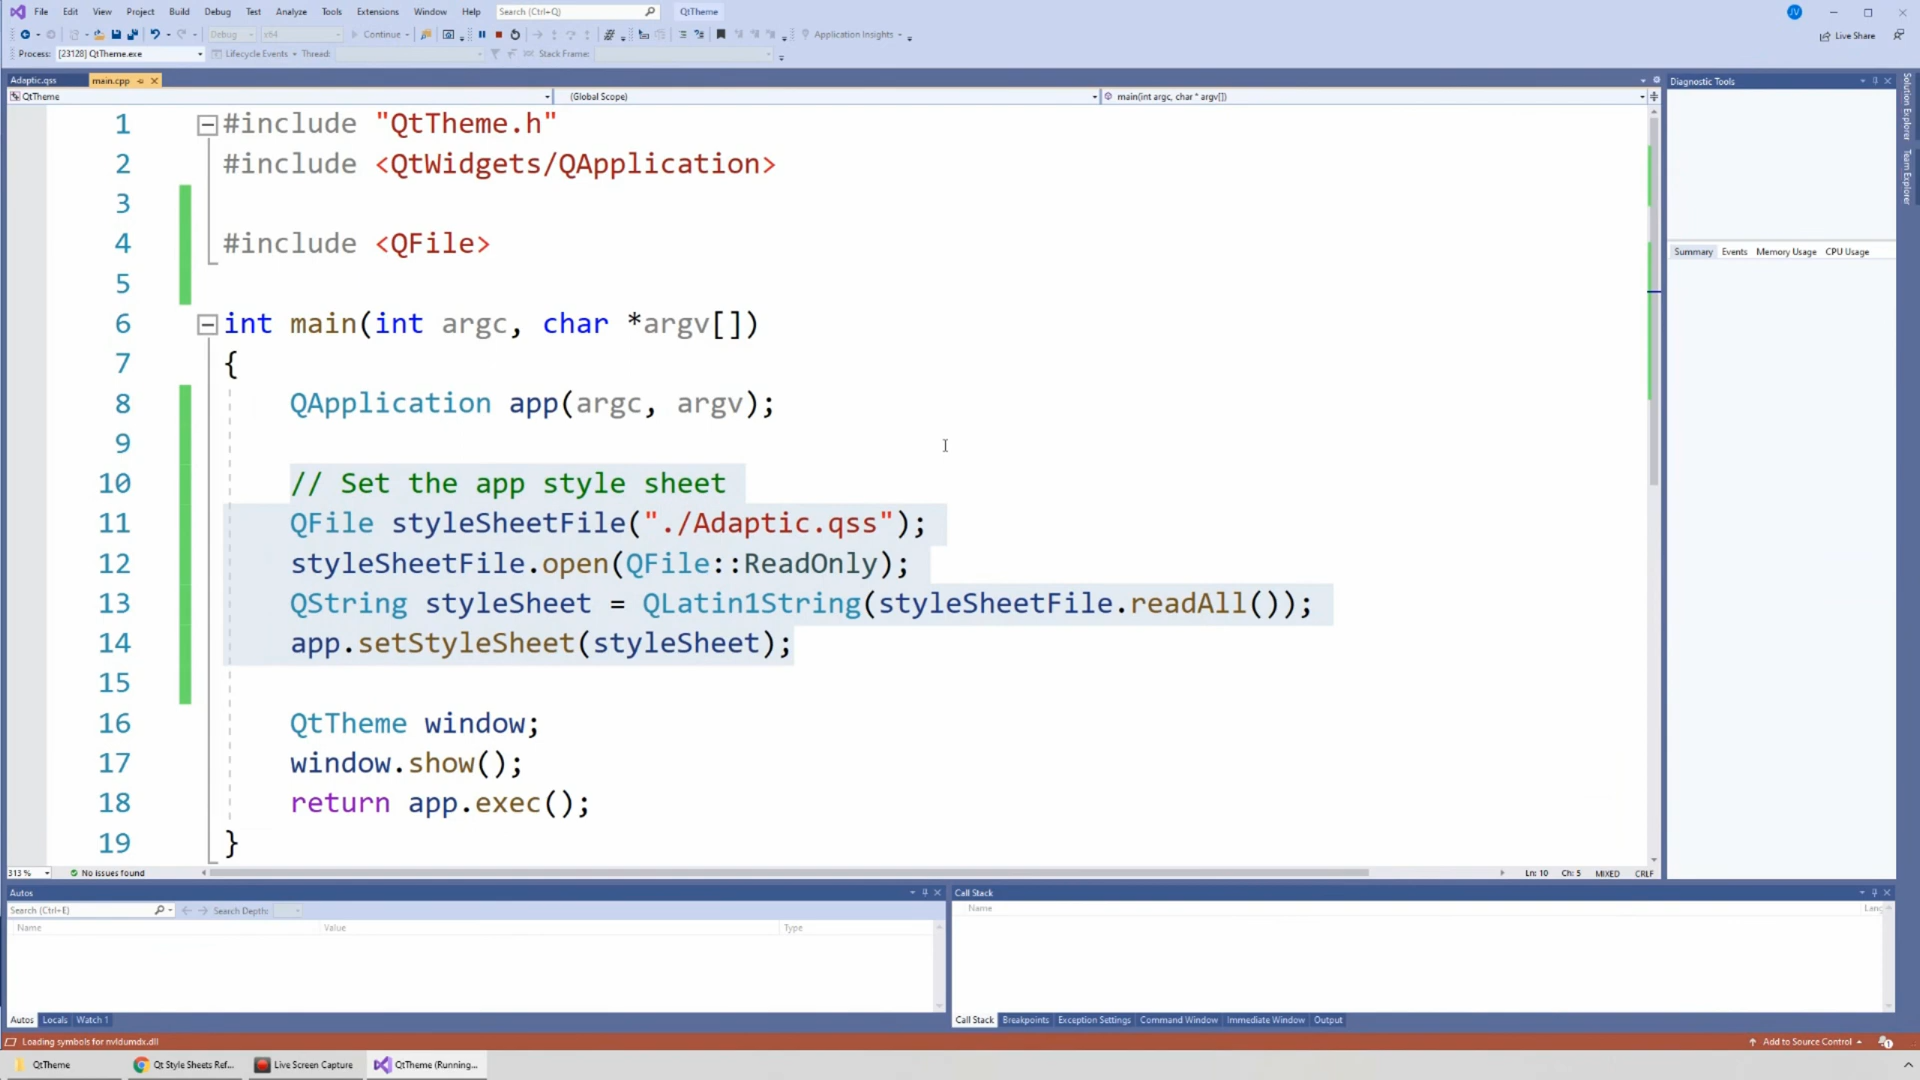 File Edit View Project Build Debug Test Analyze Tools Extensions Window Help Search (Ctrl+Q) QtTheme JV
Debug x64 Continue Application Insights Live Share
Process: [23128] QtTheme.exe Lifecycle Events Thread: Stack Frame:
Adaptic.qss main.cpp Diagnostic Tools
QtTheme (Global Scope) main(int argc, char * argv[])
1 #include "QtTheme.h"
2 #include <QtWidgets/QApplication>
3
4 #include <QFile>
5
6 int main(int argc, char *argv[])
7 {
8 QApplication app(argc, argv);
9
10 // Set the app style sheet
11 QFile styleSheetFile("./Adaptic.qss");
12 styleSheetFile.open(QFile::ReadOnly);
13 QString styleSheet = QLatin1String(styleSheetFile.readAll());
14 app.setStyleSheet(styleSheet);
15
16 QtTheme window;
17 window.show();
18 return app.exec();
19 }
Summary Events Memory Usage CPU Usage
Solution Explorer
Team Explorer
313 % No issues found Ln: 10 Ch: 5 MIXED CRLF
Autos
Search (Ctrl+E) Search Depth:
Name Value Type
Autos Locals Watch 1
Call Stack
Name Lang
Call Stack Breakpoints Exception Settings Command Window Immediate Window Output
Loading symbols for nvldumdx.dll Add to Source Control 1
QtTheme Qt Style Sheets Ref... Live Screen Capture QtTheme (Running...